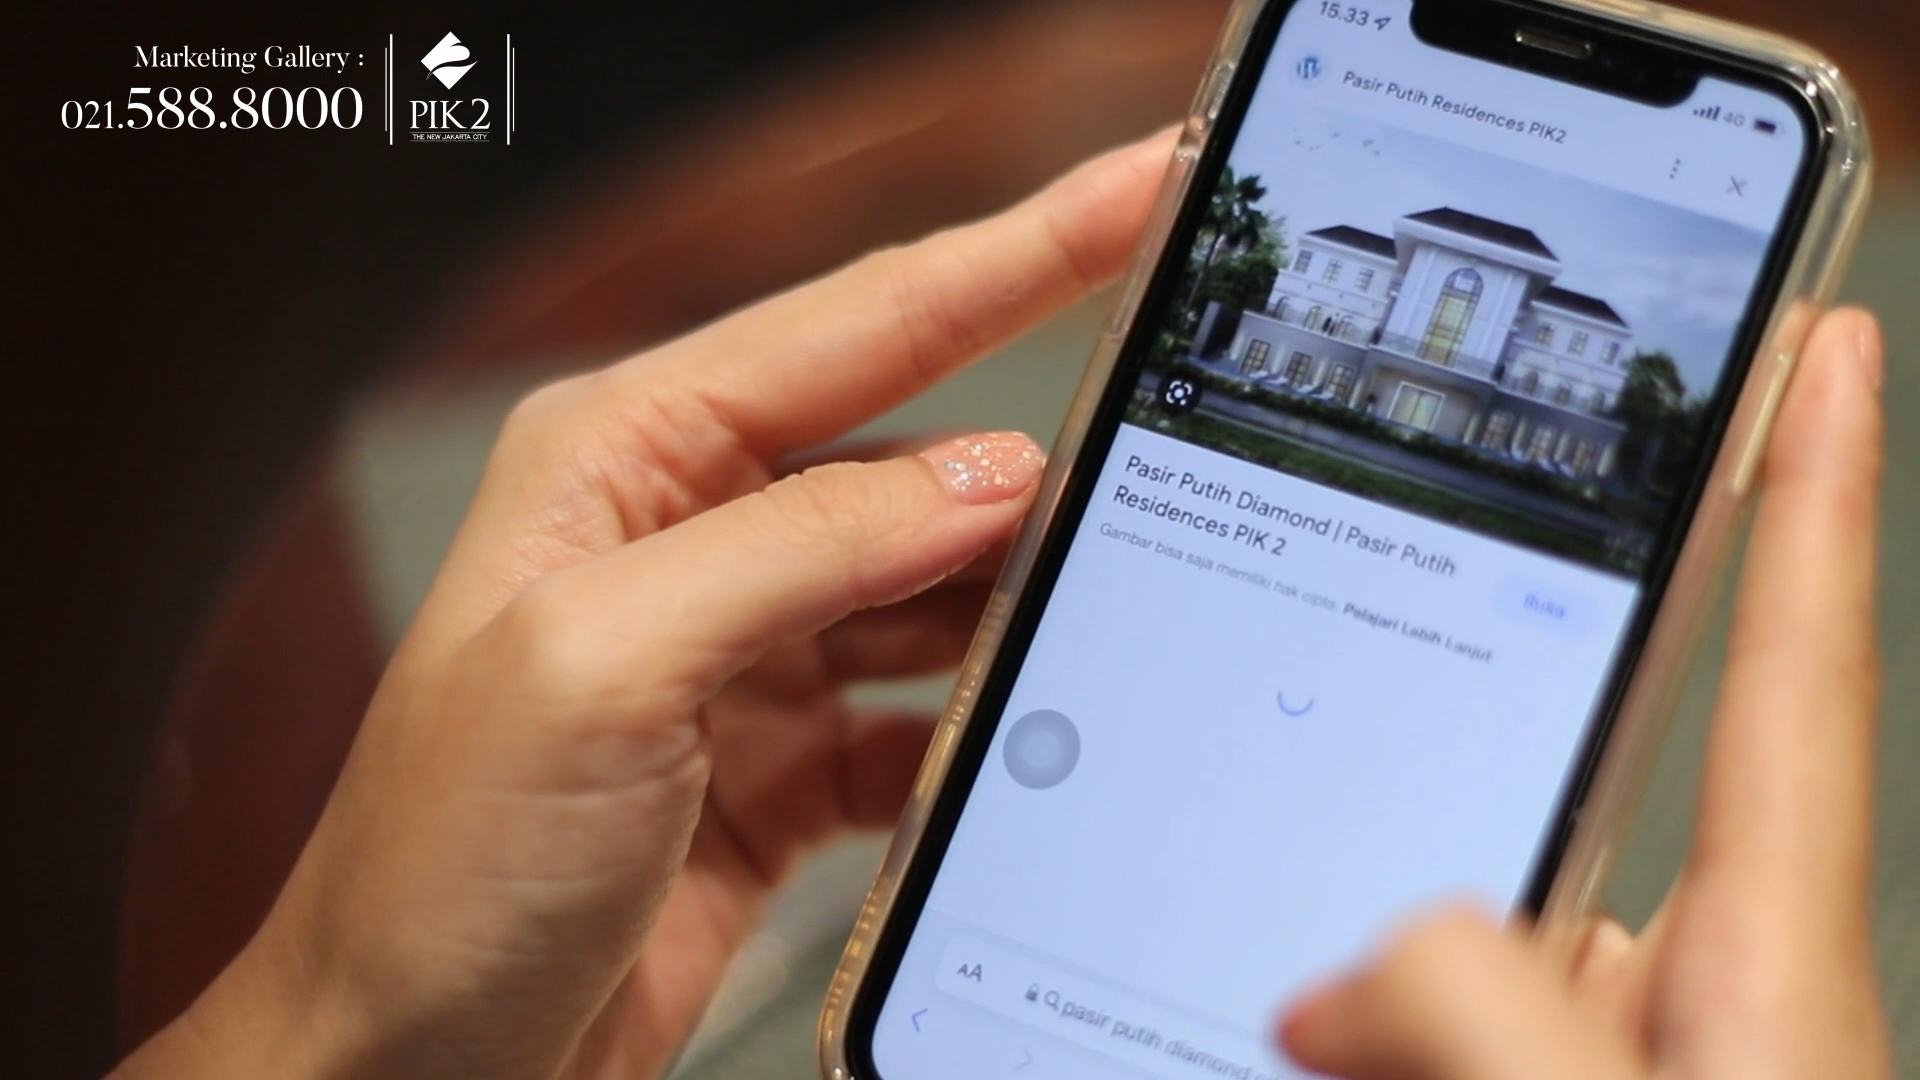 Marketing Gallery :
021.588.8000
PIK 2
THE NEW JAKARTA CITY
15.33
4G
Pasir Putih Residences PIK2
Pasir Putih Diamond | Pasir Putih
Residences PIK 2
Gambar bisa saja memiliki hak cipta. Pelajari Lebih Lanjut
Buka
AA
pasir putih diamond